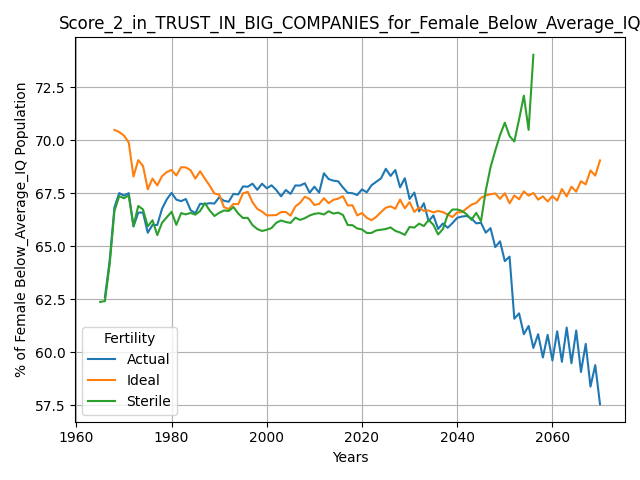 Score_2_in_TRUST_IN_BIG_COMPANIES_for_Female_Below_Average_IQ
% of Female Below_Average_IQ Population
72.5
70.0
67.5
65.0
62.5
60.0
57.5
Fertility
Actual
Ideal
Sterile
1960
1980
2000
2020
2040
2060
Years